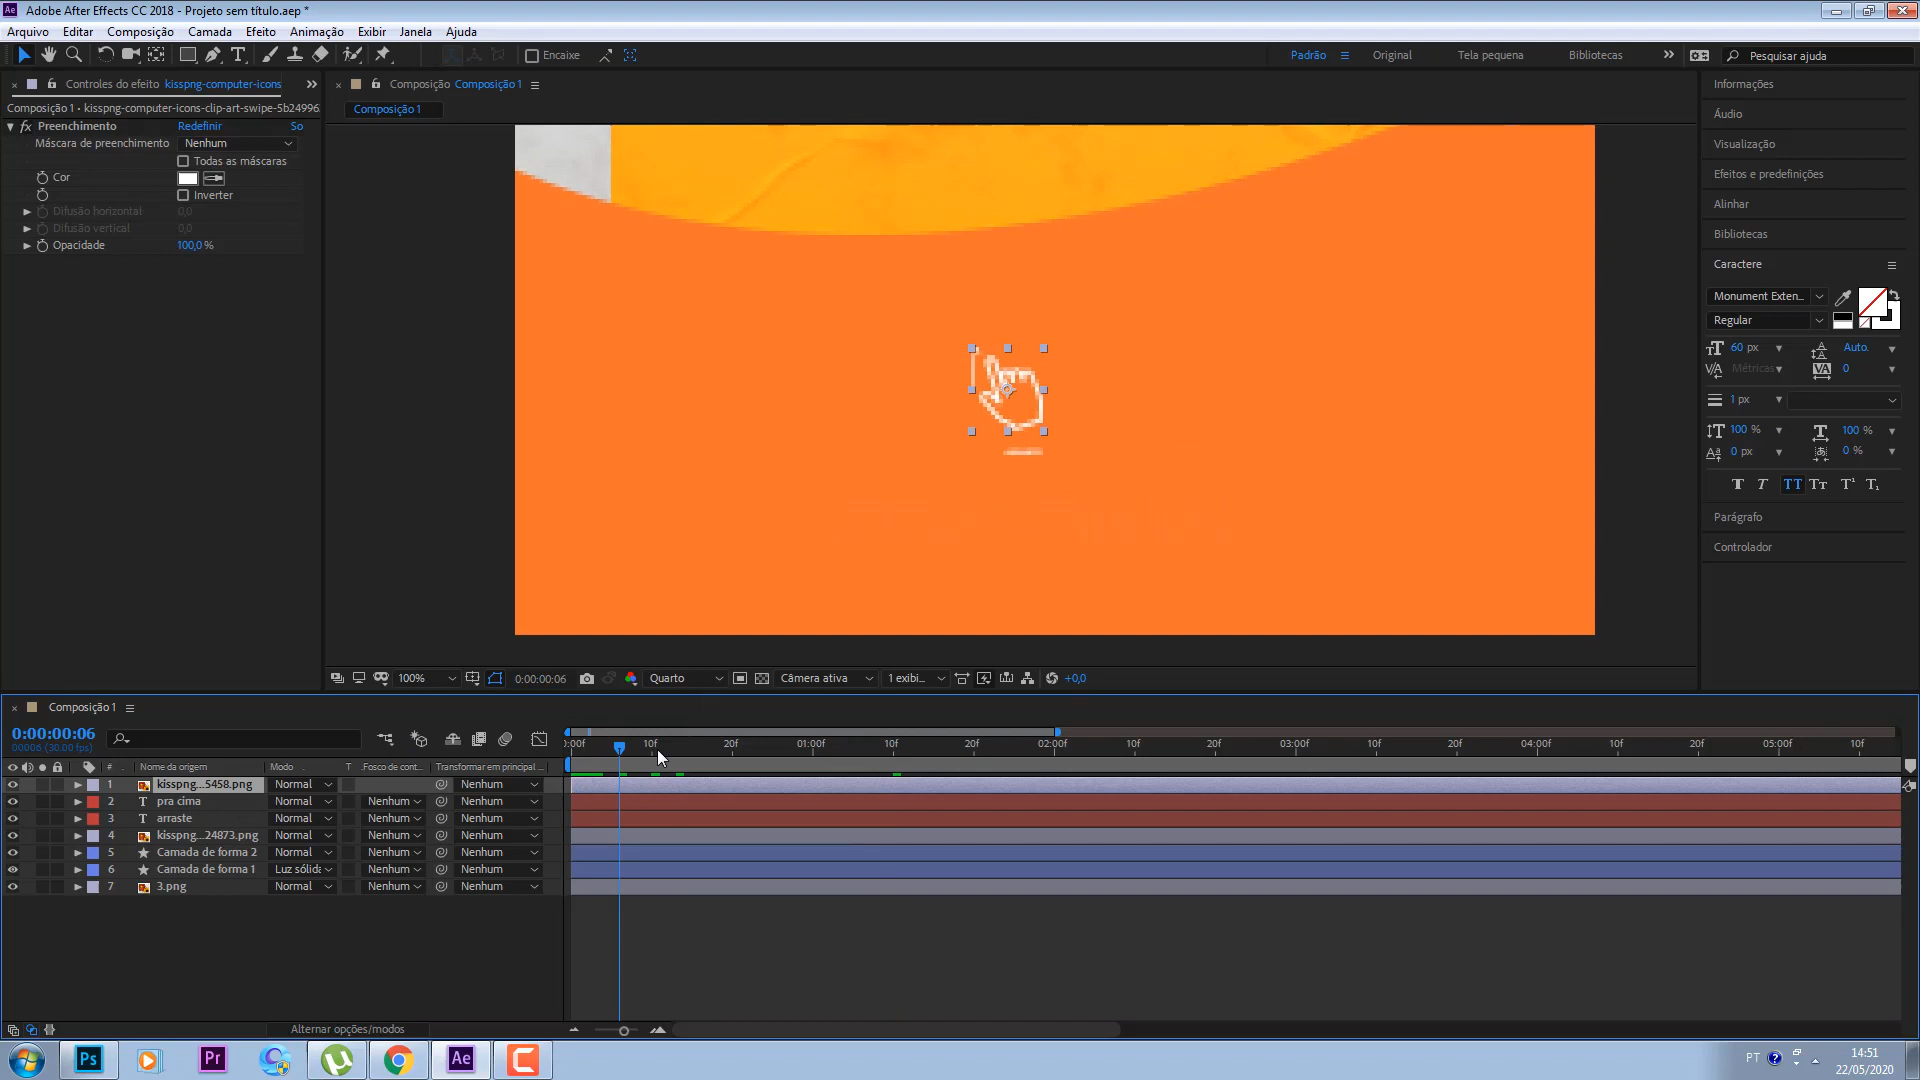 Adobe After Effects CC 2018 - Projeto sem título.aep *
Arquivo Editar Composição Camada Efeito Animação Exibir Janela Ajuda
Encaixe Padrão Original Tela pequena Bibliotecas Pesquisar ajuda
Controles do efeito kisspng-computer-icons
Composição Composição 1
Composição 1 • kisspng-computer-icons-clip-art-swipe-5b24996
Composição 1
fx Preenchimento Redefinir So
Máscara de preenchimento Nenhum
Todas as máscaras
Cor
Inverter
Difusão horizontal 0,0
Difusão vertical 0,0
Opacidade 100,0 %
Informações
Áudio
Visualização
Efeitos e predefinições
Alinhar
Bibliotecas
Caractere
Monument Exten...
Regular
60 px Auto.
Métricas 0
1 px
100 % 100 %
0 px 0 %
Parágrafo
Controlador
100% 0:00:00:06 Quarto Câmera ativa 1 exibi... +0,0
Composição 1
0:00:00:06
00006 (30.00 fps)
0:00f 10f 20f 01:00f 10f 20f 02:00f 10f 20f 03:00f 10f 20f 04:00f 10f 20f 05:00f 10f
# Nome da origem Modo T .Fosco de cont... Transformar em principal ...
1 kisspng...5458.png Normal Nenhum
2 T pra cima Normal Nenhum Nenhum
3 T arraste Normal Nenhum Nenhum
4 kisspng...24873.png Normal Nenhum Nenhum
5 Camada de forma 2 Normal Nenhum Nenhum
6 Camada de forma 1 Luz sólida Nenhum Nenhum
7 3.png Normal Nenhum Nenhum
Alternar opções/modos
Ps Pr Ae C PT
14:51
22/05/2020